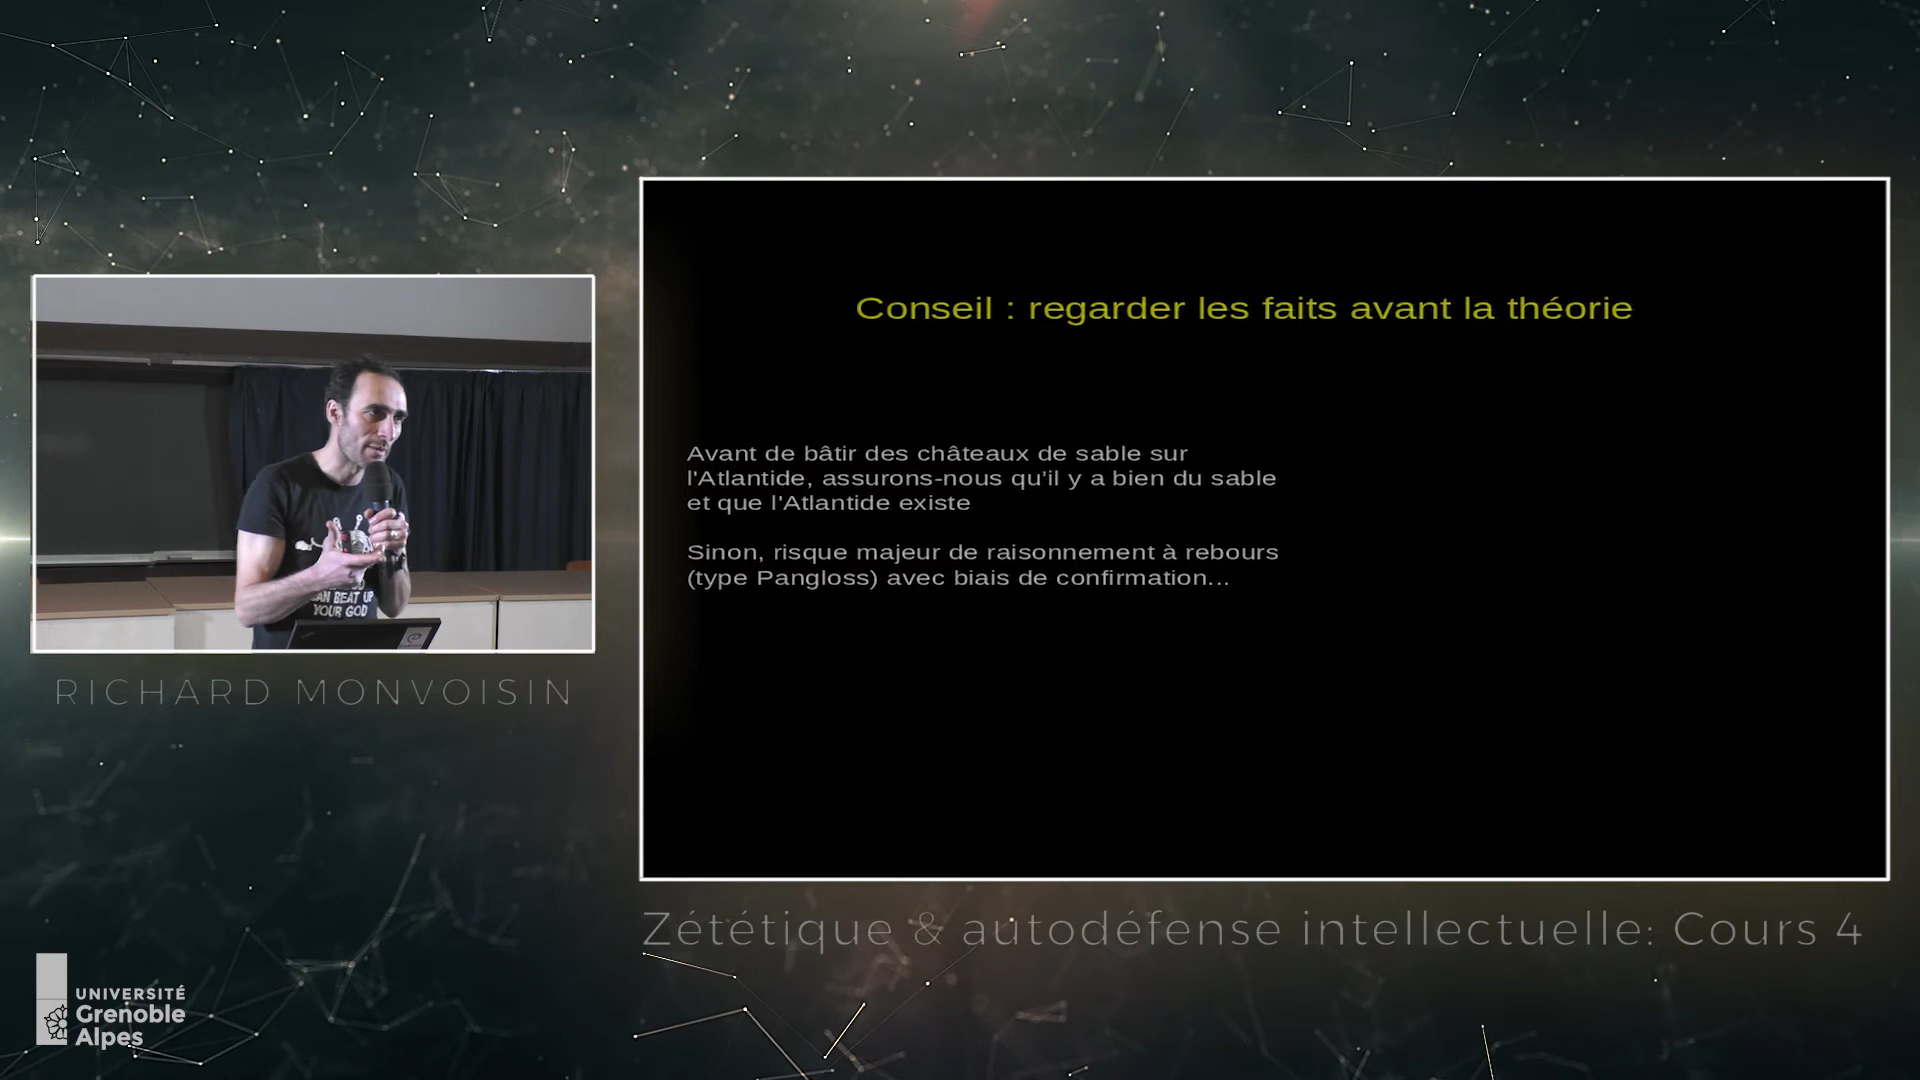 Conseil : regarder les faits avant la théorie
Avant de bâtir des châteaux de sable sur
l'Atlantide, assurons-nous qu'il y a bien du sable
et que l'Atlantide existe
Sinon, risque majeur de raisonnement à rebours
(type Pangloss) avec biais de confirmation...
CAN BEAT UP
YOUR GOD
RICHARD MONVOISIN
Zététique & autodéfense intellectuelle: Cours 4
UNIVERSITÉ
Grenoble
Alpes